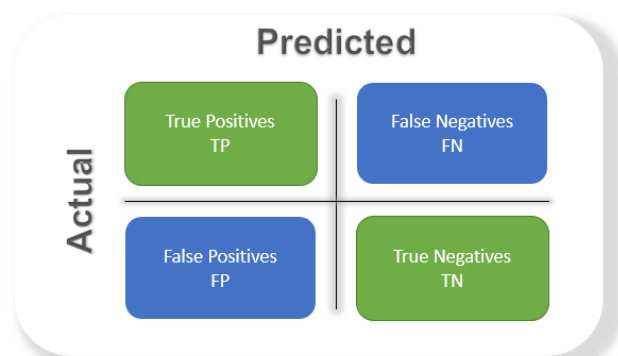 Predicted
Actual
True Positives
TP
False Negatives
FN
False Positives
FP
True Negatives
TN